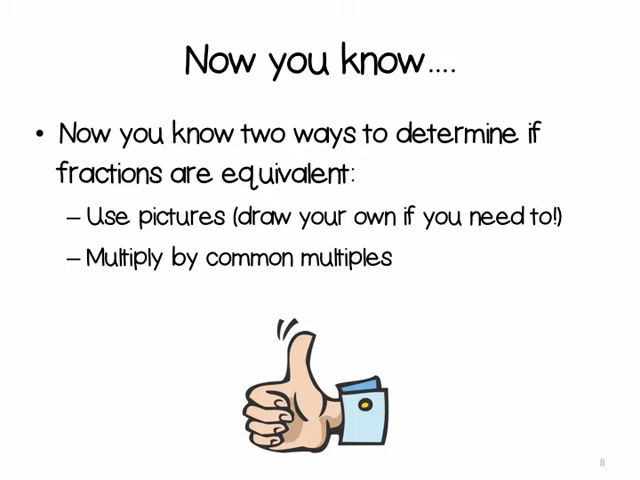 Now you know....
• Now you know two ways to determine if
fractions are equivalent:
– Use pictures (draw your own if you need to!)
– Multiply by common multiples
8